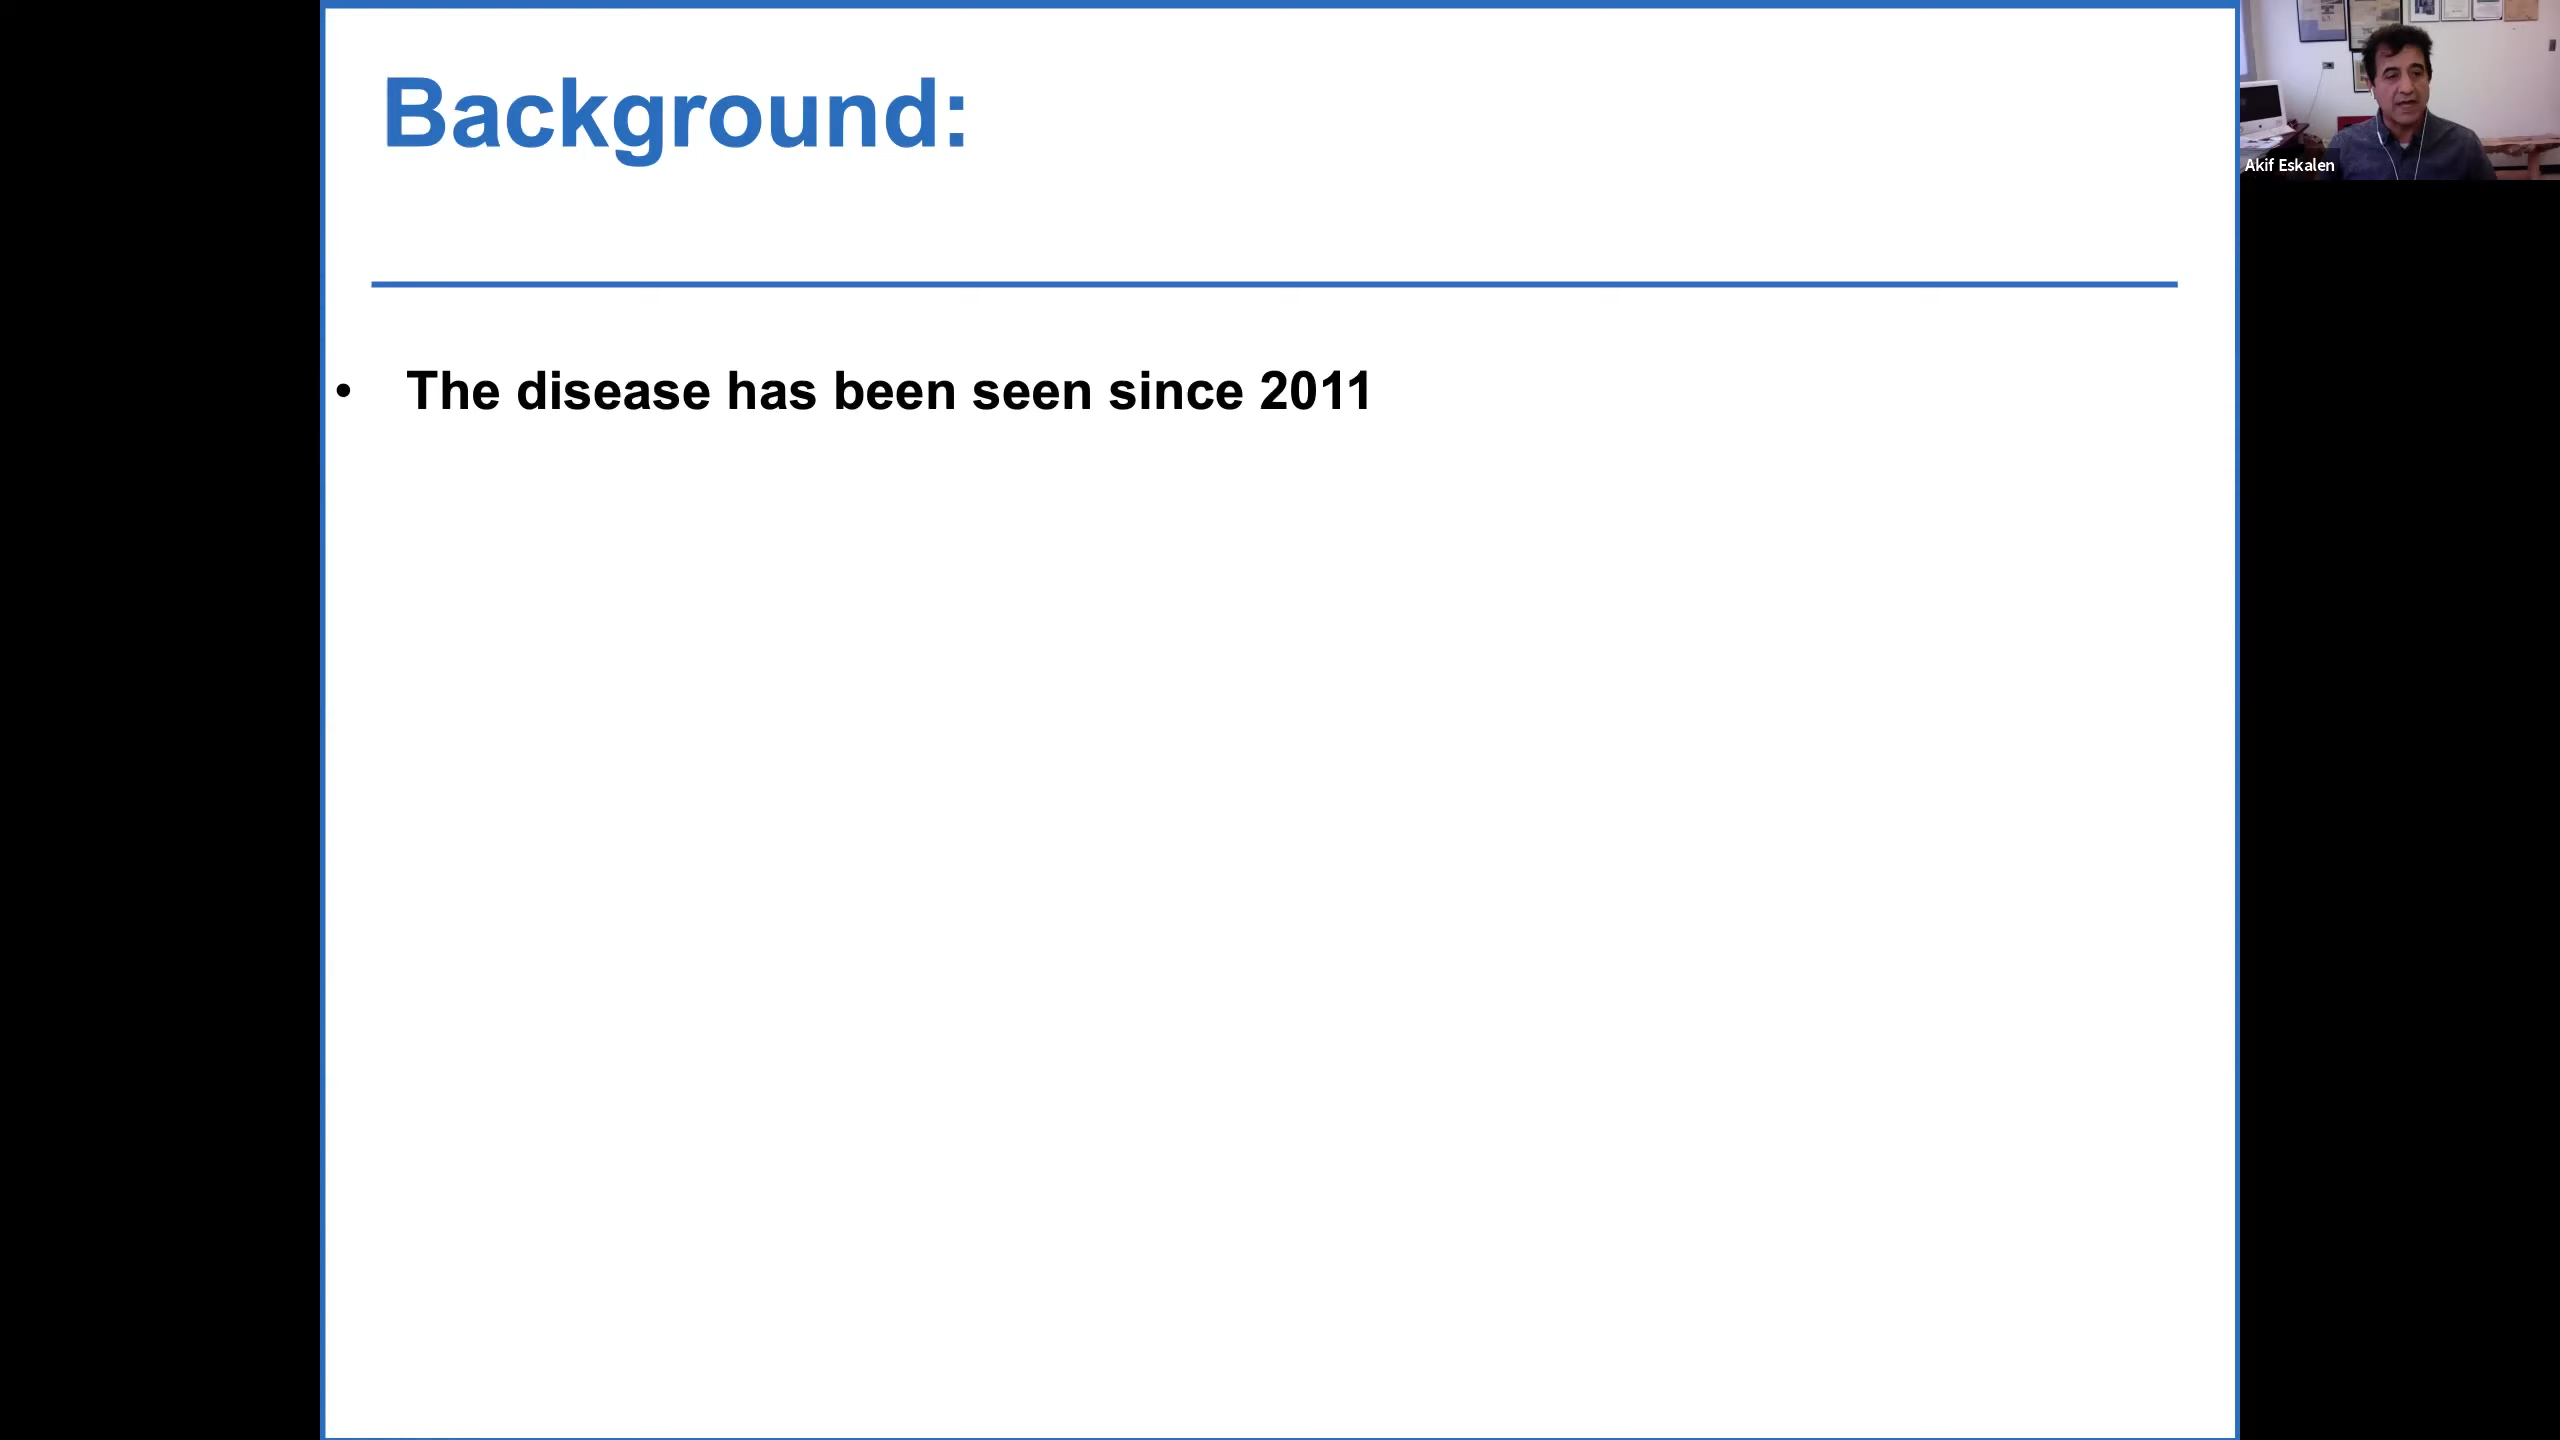 Background:
Akif Eskalen
• The disease has been seen since 2011